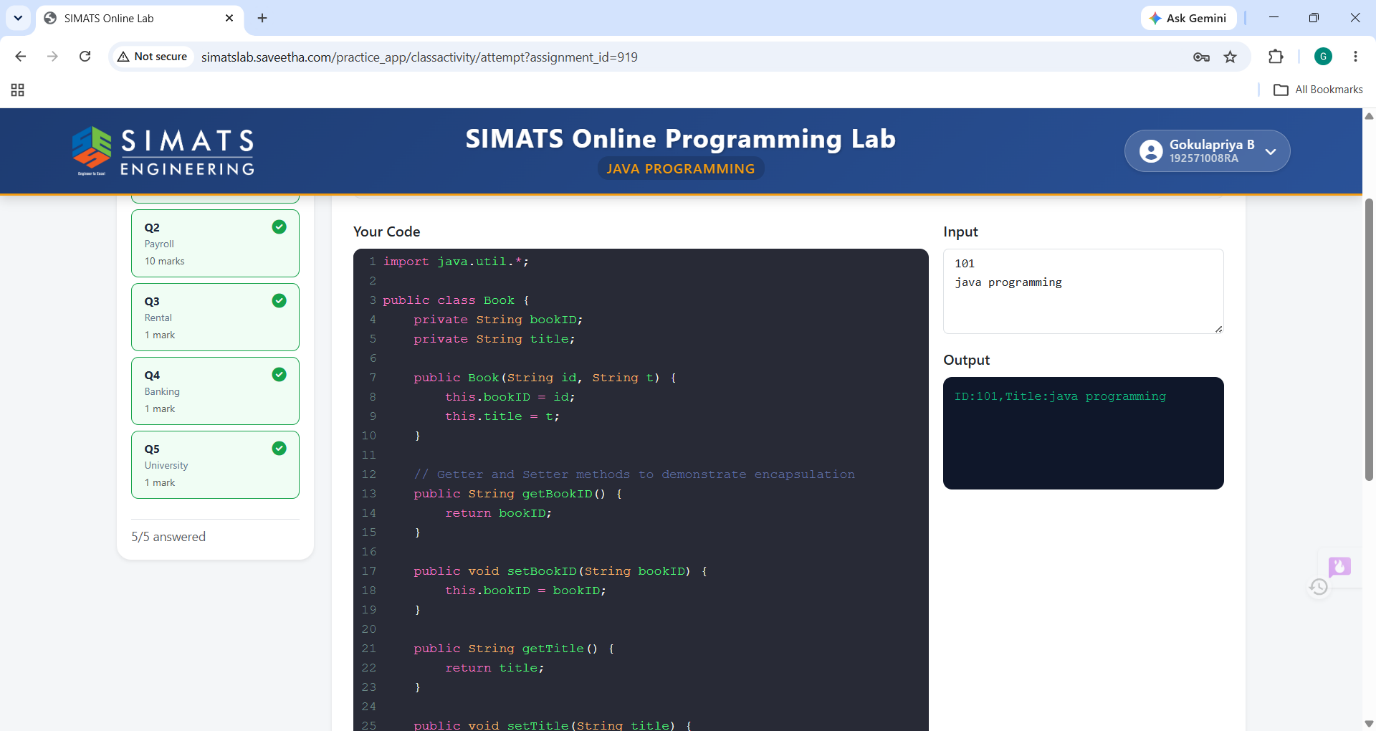 SIMATS Online Lab
Ask Gemini
Not secure
simatslab.saveetha.com/practice_app/classactivity/attempt?assignment_id=919
All Bookmarks
SIMATS
ENGINEERING
Engineer to Excel
SIMATS Online Programming Lab
JAVA PROGRAMMING
Gokulapriya B
192571008RA
G
Q2
Payroll
10 marks
Q3
Rental
1 mark
Q4
Banking
1 mark
Q5
University
1 mark
5/5 answered
Your Code
1 import java.util.*;
2
3 public class Book {
4     private String bookID;
5     private String title;
6
7     public Book(String id, String t) {
8         this.bookID = id;
9         this.title = t;
10     }
11
12     // Getter and Setter methods to demonstrate encapsulation
13     public String getBookID() {
14         return bookID;
15     }
16
17     public void setBookID(String bookID) {
18         this.bookID = bookID;
19     }
20
21     public String getTitle() {
22         return title;
23     }
24
25     public void setTitle(String title) {
Input
101
java programming
Output
ID:101,Title:java programming